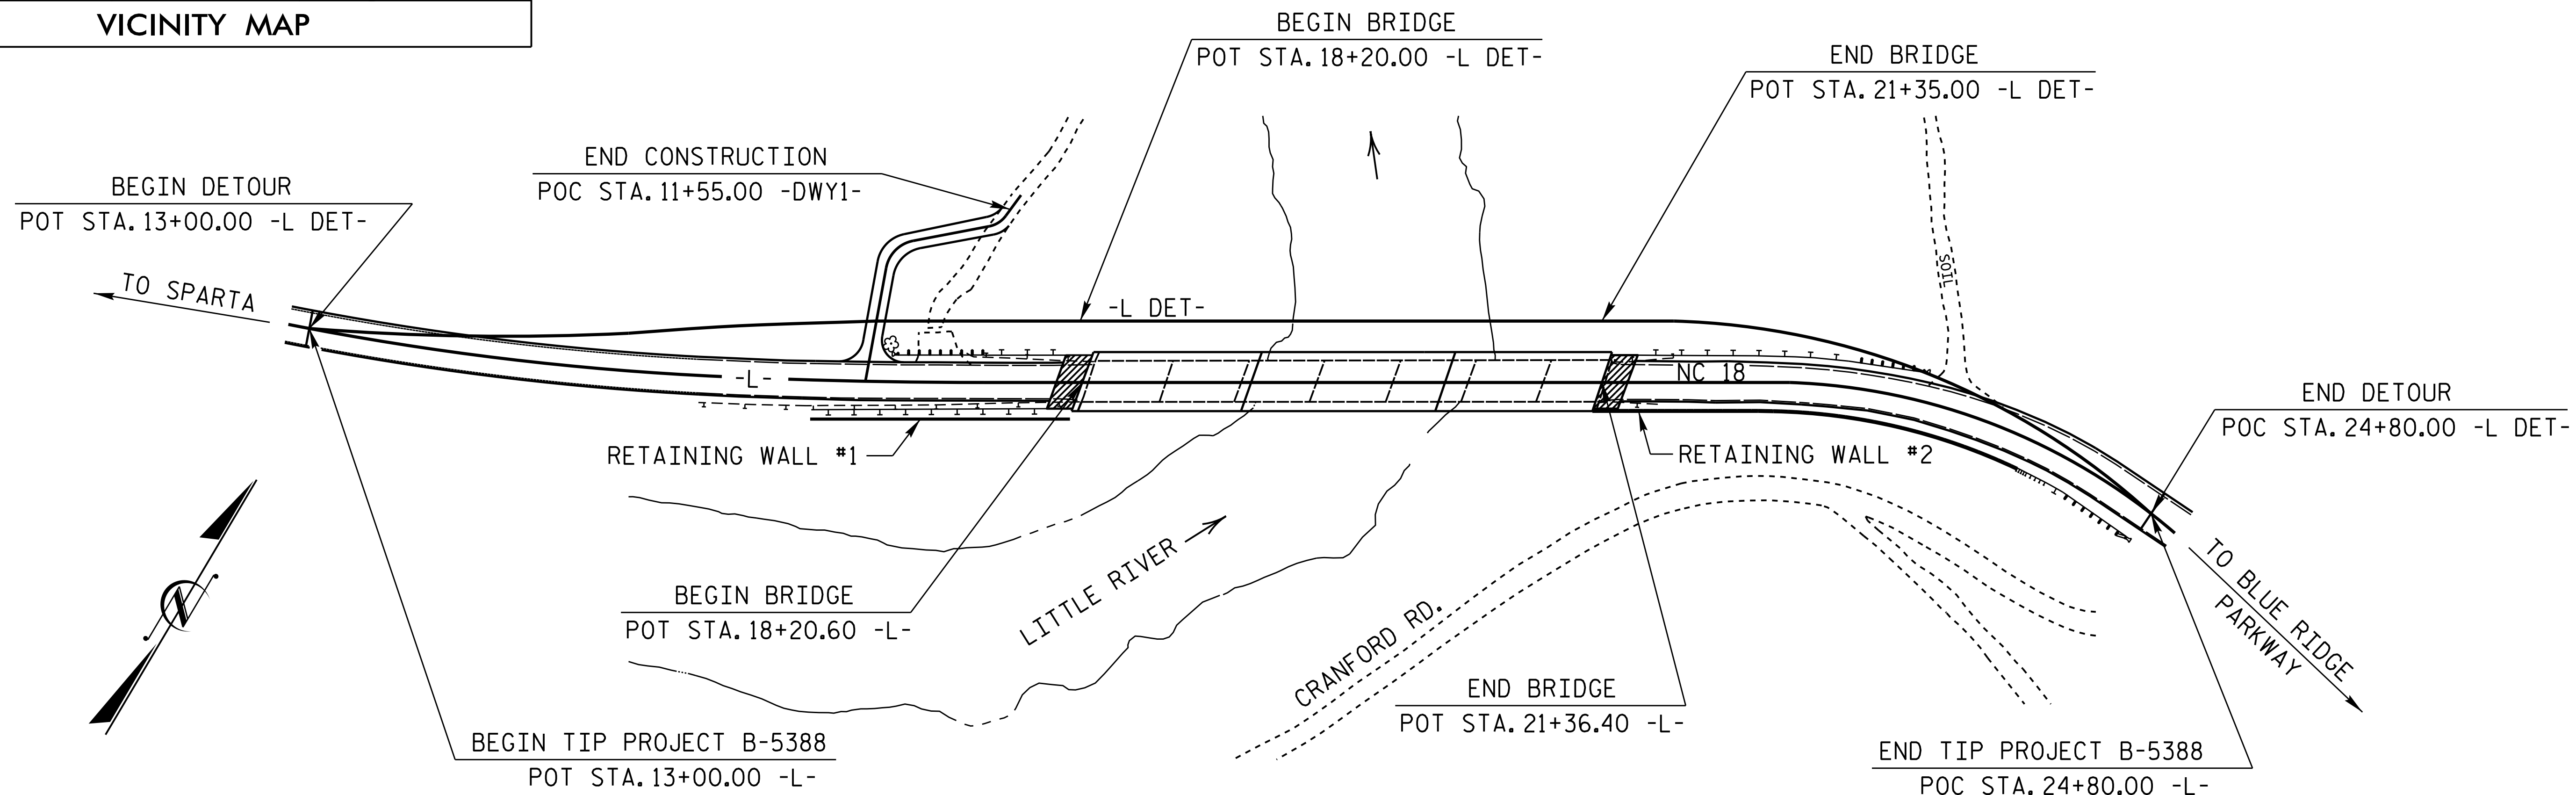 VICINITY MAP
BEGIN BRIDGE
POT STA. 18+20.00 -L DET-
END BRIDGE
POT STA. 21+35.00 -L DET-
END CONSTRUCTION
POC STA. 11+55.00 -DWY1-
BEGIN DETOUR
POT STA. 13+00.00 -L DET-
TO SPARTA
SOIL
-L DET-
-L-
NC 18
END DETOUR
POC STA. 24+80.00 -L DET-
RETAINING WALL #1
RETAINING WALL #2
LITTLE RIVER
N
BEGIN BRIDGE
POT STA. 18+20.60 -L-
CRANFORD RD.
TO BLUE RIDGE
PARKWAY
END BRIDGE
POT STA. 21+36.40 -L-
BEGIN TIP PROJECT B-5388
POT STA. 13+00.00 -L-
END TIP PROJECT B-5388
POC STA. 24+80.00 -L-